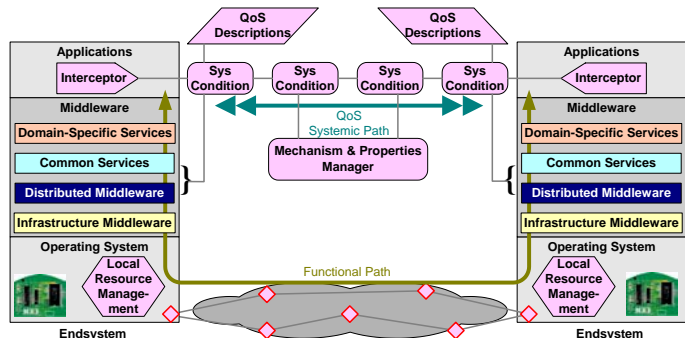 QoS
Descriptions
QoS
Descriptions
Applications
Interceptor
Sys
Condition
Sys
Condition
Sys
Condition
Sys
Condition
Applications
Interceptor
QoS
Systemic Path
Mechanism & Properties
Manager
Middleware
Domain-Specific Services
Common Services
}
Distributed Middleware
Infrastructure Middleware
Middleware
Domain-Specific Services
Common Services
{
Distributed Middleware
Infrastructure Middleware
Operating System
Local
Resource
Manage-
ment
Endsystem
Functional Path
Operating System
Local
Resource
Manage-
ment
Endsystem